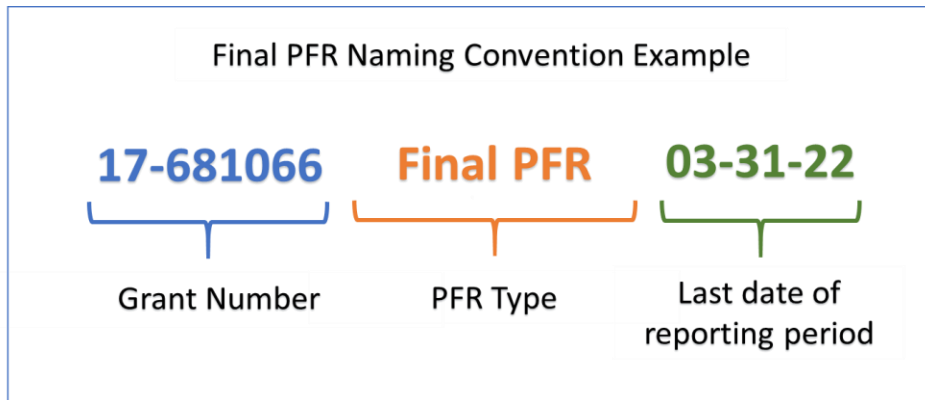 Final PFR Naming Convention Example
17-681066 Final PFR 03-31-22
Grant Number PFR Type Last date of
reporting period